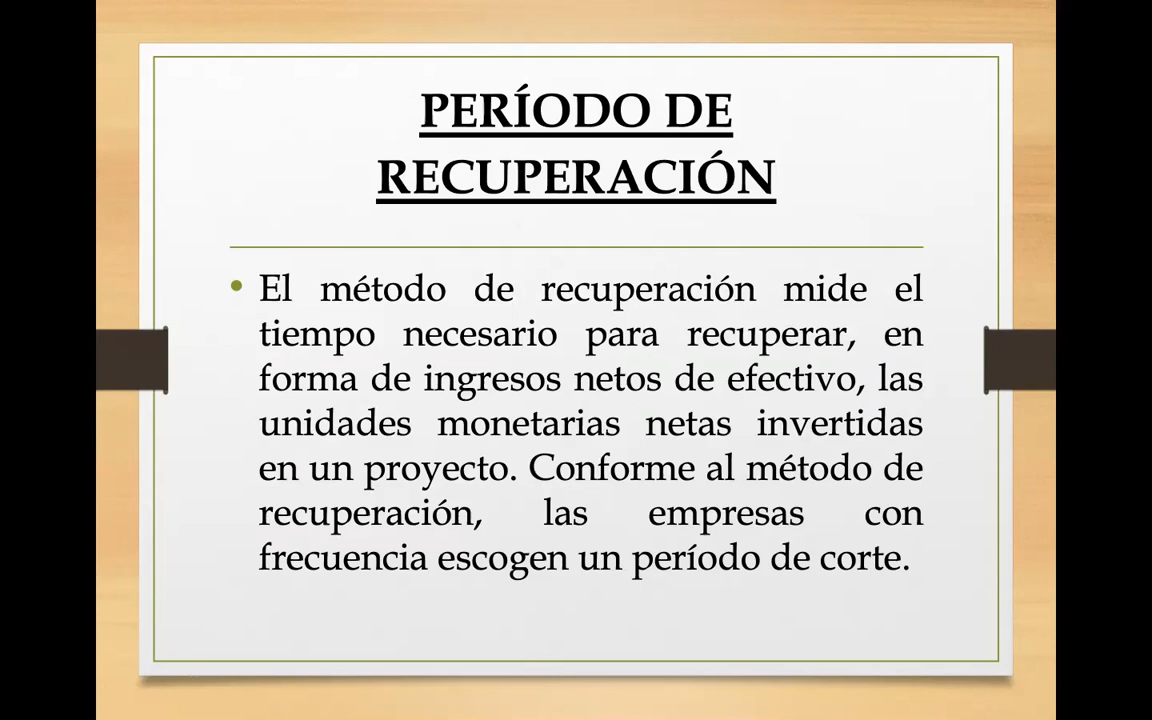 PERÍODO DE
RECUPERACIÓN
• El método de recuperación mide el
tiempo necesario para recuperar, en
forma de ingresos netos de efectivo, las
unidades monetarias netas invertidas
en un proyecto. Conforme al método de
recuperación, las empresas con
frecuencia escogen un período de corte.